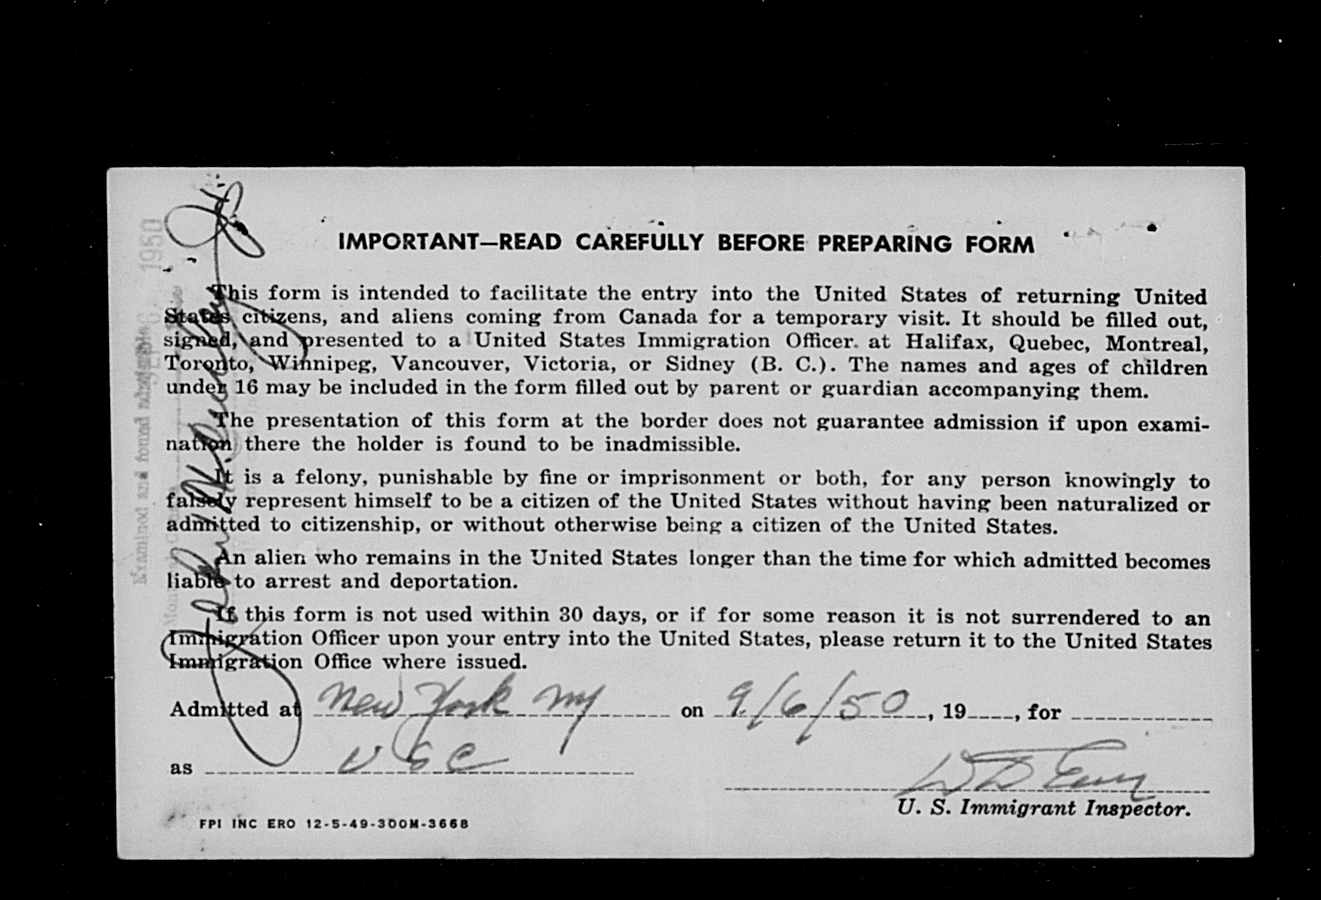 IMPORTANT—READ CAREFULLY BEFORE PREPARING FORM
This form is intended to facilitate the entry into the United States of returning United
States citizens, and aliens coming from Canada for a temporary visit. It should be filled out,
signed, and presented to a United States Immigration Officer at Halifax, Quebec, Montreal,
Toronto, Winnipeg, Vancouver, Victoria, or Sidney (B. C.). The names and ages of children
under 16 may be included in the form filled out by parent or guardian accompanying them.
The presentation of this form at the border does not guarantee admission if upon exami-
nation there the holder is found to be inadmissible.
It is a felony, punishable by fine or imprisonment or both, for any person knowingly to
falsely represent himself to be a citizen of the United States without having been naturalized or
admitted to citizenship, or without otherwise being a citizen of the United States.
An alien who remains in the United States longer than the time for which admitted becomes
liable to arrest and deportation.
If this form is not used within 30 days, or if for some reason it is not surrendered to an
Immigration Officer upon your entry into the United States, please return it to the United States
Immigration Office where issued.
Admitted at New York NY on 9/6/50, 19____, for
as USC
U. S. Immigrant Inspector.
FPI INC ERO 12-5-49-300M-3668
Examined and found admissible
1950